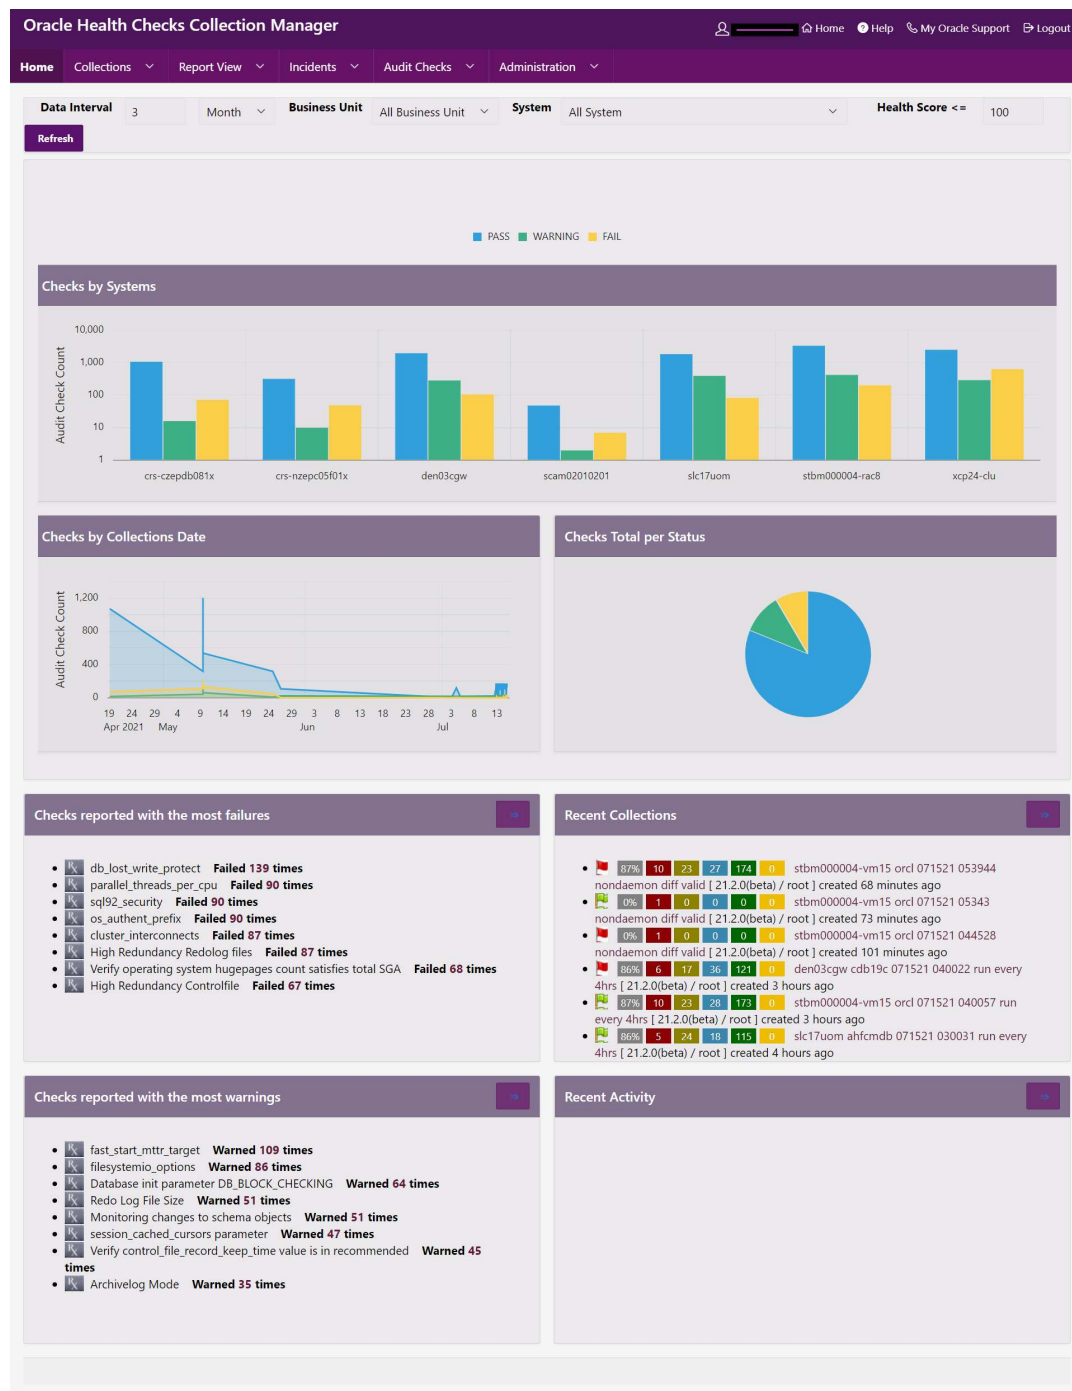 Oracle Health Checks Collection Manager
Home Help My Oracle Support Logout
Home Collections Report View Incidents Audit Checks Administration
Data Interval 3 Month Business Unit All Business Unit System All System Health Score <= 100
Refresh
PASS WARNING FAIL
Checks by Systems
10,000
1,000
100
10
1
Audit Check Count
crs-czepdb081x crs-nzepc05f01x den03cgw scam02010201 slc17uom stbm000004-rac8 xcp24-clu
Checks by Collections Date
1,200
800
400
0
Audit Check Count
19 24 29 4 9 14 19 24 29 3 8 13 18 23 28 3 8 13
Apr 2021 May Jun Jul
Checks Total per Status
Checks reported with the most failures
db_lost_write_protect Failed 139 times
parallel_threads_per_cpu Failed 90 times
sql92_security Failed 90 times
os_authent_prefix Failed 90 times
cluster_interconnects Failed 87 times
High Redundancy Redolog files Failed 87 times
Verify operating system hugepages count satisfies total SGA Failed 68 times
High Redundancy Controlfile Failed 67 times
Recent Collections
87% 10 23 27 174 0 stbm000004-vm15 orcl 071521 053944
nondaemon diff valid [ 21.2.0(beta) / root ] created 68 minutes ago
0% 1 0 0 0 0 stbm000004-vm15 orcl 071521 05343
nondaemon diff valid [ 21.2.0(beta) / root ] created 73 minutes ago
0% 1 0 0 0 0 stbm000004-vm15 orcl 071521 044528
nondaemon diff valid [ 21.2.0(beta) / root ] created 101 minutes ago
86% 6 17 36 121 0 den03cgw cdb19c 071521 040022 run every
4hrs [ 21.2.0(beta) / root ] created 3 hours ago
87% 10 23 28 173 0 stbm000004-vm15 orcl 071521 040057 run
every 4hrs [ 21.2.0(beta) / root ] created 3 hours ago
86% 5 24 18 115 0 slc17uom ahfcmdb 071521 030031 run every
4hrs [ 21.2.0(beta) / root ] created 4 hours ago
Checks reported with the most warnings
fast_start_mttr_target Warned 109 times
filesystemio_options Warned 86 times
Database init parameter DB_BLOCK_CHECKING Warned 64 times
Redo Log File Size Warned 51 times
Monitoring changes to schema objects Warned 51 times
session_cached_cursors parameter Warned 47 times
Verify control_file_record_keep_time value is in recommended Warned 45
times
Archivelog Mode Warned 35 times
Recent Activity